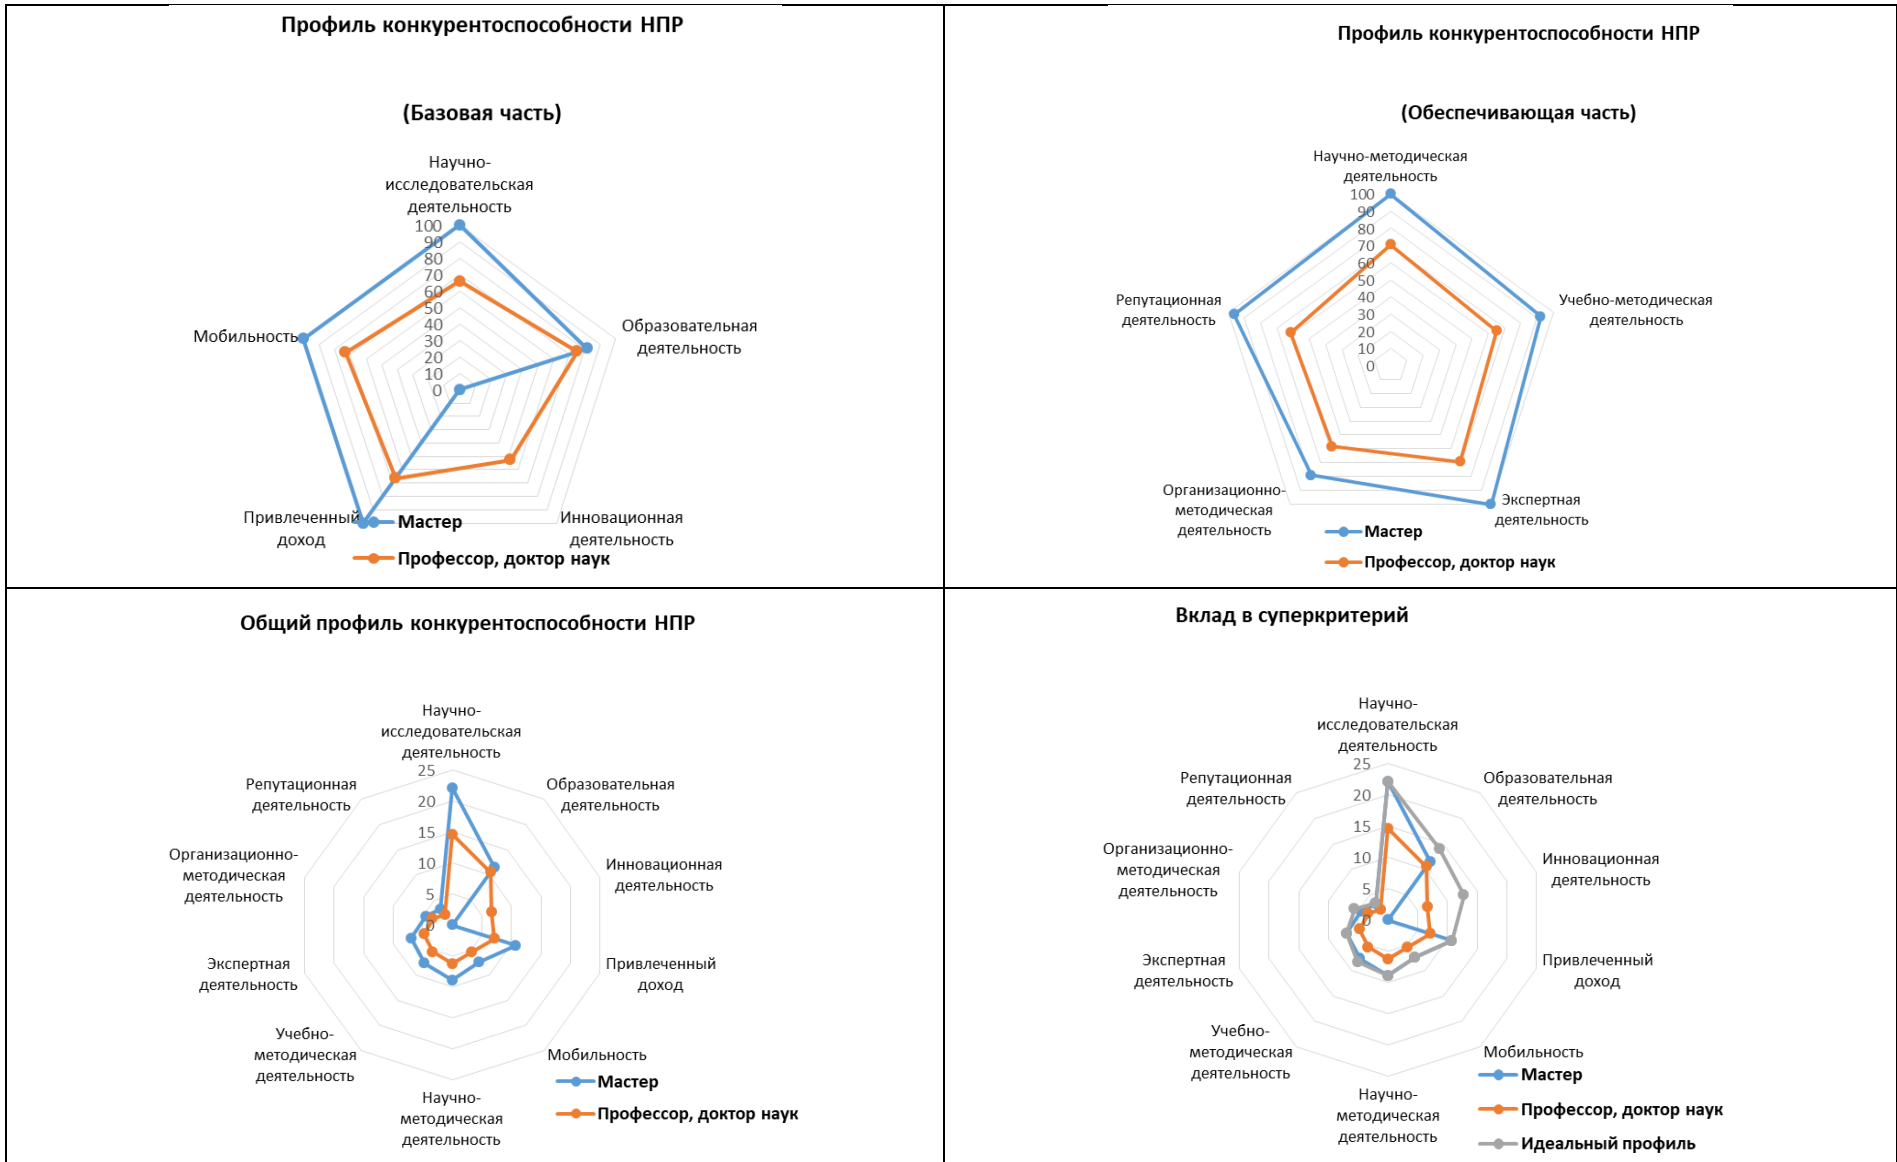 Профиль конкурентоспособности НПР
(Базовая часть)
Научно-
исследовательская
деятельность
100
90
80
70
60
50
40
30
20
10
0
Образовательная
деятельность
Мобильность
Привлеченный
доход
Инновационная
деятельность
Мастер
Профессор, доктор наук
Профиль конкурентоспособности НПР
(Обеспечивающая часть)
Научно-методическая
деятельность
100
90
80
70
60
50
40
30
20
10
0
Репутационная
деятельность
Учебно-методическая
деятельность
Организационно-
методическая
деятельность
Экспертная
деятельность
Мастер
Профессор, доктор наук
Общий профиль конкурентоспособности НПР
Научно-
исследовательская
деятельность
25
20
15
10
5
0
Репутационная
деятельность
Образовательная
деятельность
Организационно-
методическая
деятельность
Инновационная
деятельность
Экспертная
деятельность
Привлеченный
доход
Учебно-
методическая
деятельность
Мобильность
Научно-
методическая
деятельность
Мастер
Профессор, доктор наук
Вклад в суперкритерий
Научно-
исследовательская
деятельность
25
20
15
10
5
0
Репутационная
деятельность
Образовательная
деятельность
Организационно-
методическая
деятельность
Инновационная
деятельность
Экспертная
деятельность
Привлеченный
доход
Учебно-
методическая
деятельность
Мобильность
Научно-
методическая
деятельность
Мастер
Профессор, доктор наук
Идеальный профиль